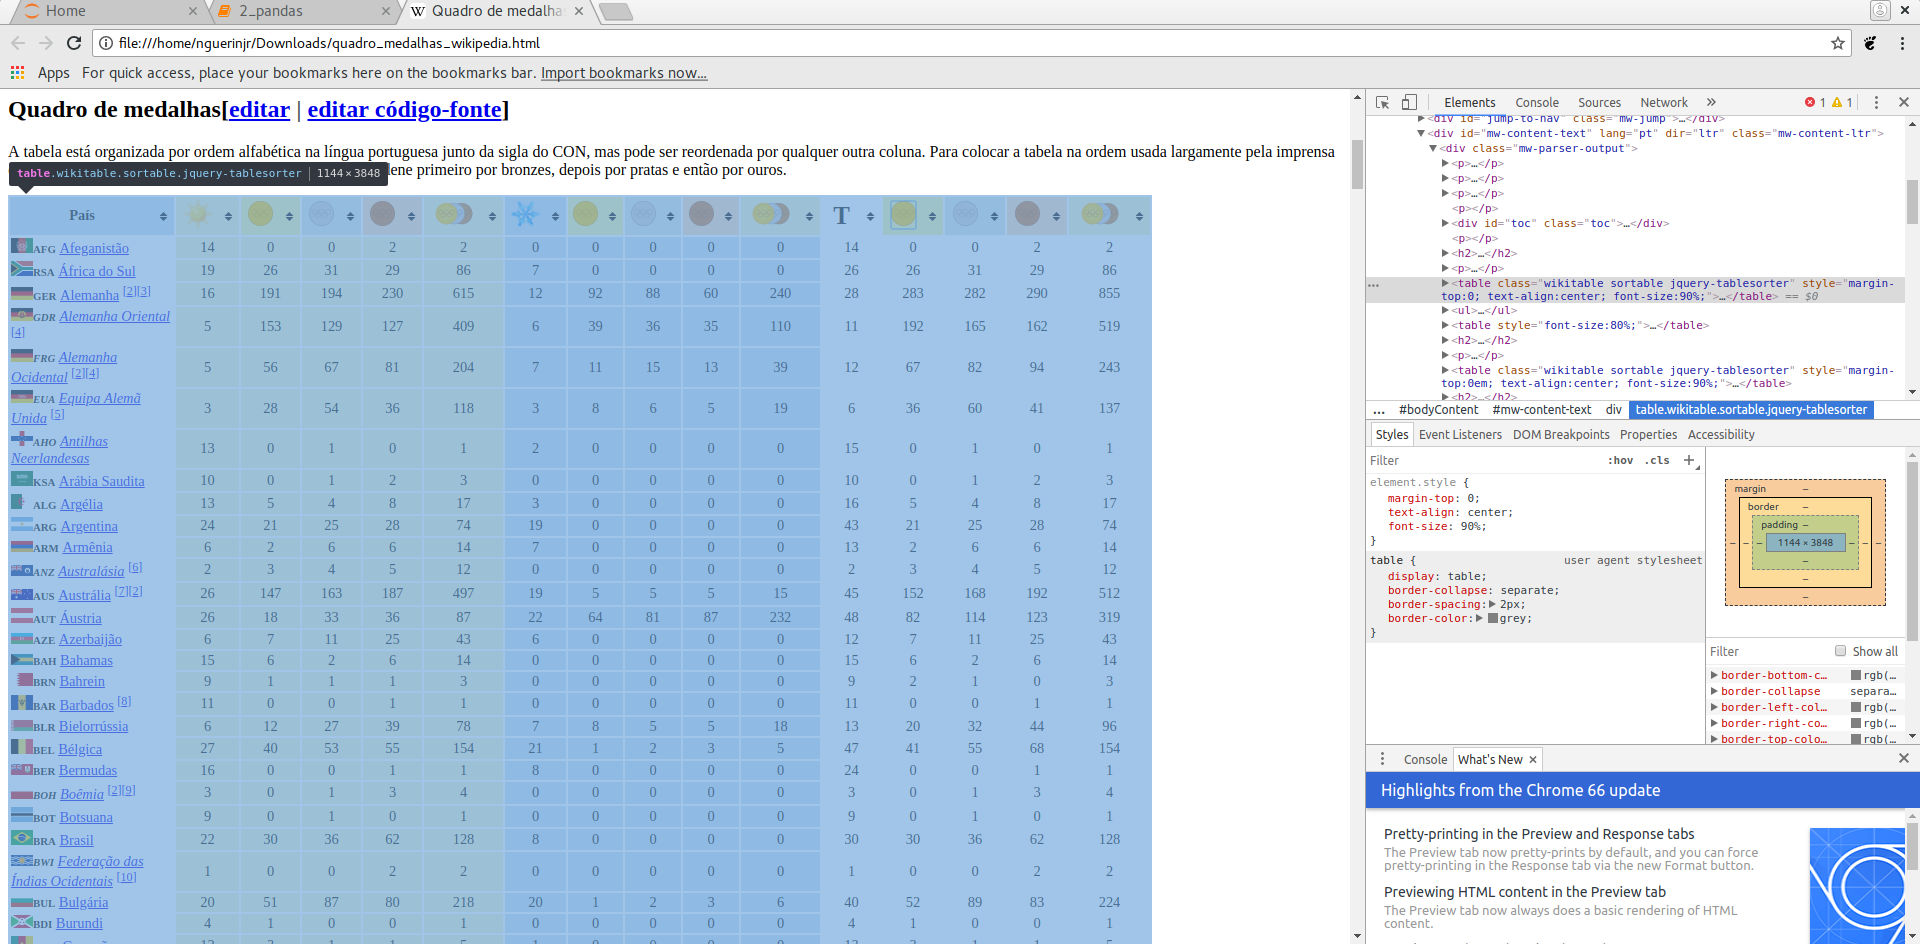 Home
2_pandas
Quadro de medalha
file:///home/nguerinjr/Downloads/quadro_medalhas_wikipedia.html
Apps For quick access, place your bookmarks here on the bookmarks bar. Import bookmarks now...
Quadro de medalhas[editar | editar código-fonte]
A tabela está organizada por ordem alfabética na língua portuguesa junto da sigla do CON, mas pode ser reordenada por qualquer outra coluna. Para colocar a tabela na ordem usada largamente pela imprensa
table.wikitable.sortable.jquery-tablesorter | 1144 × 3848
primeiro por bronzes, depois por pratas e então por ouros.
País T
AFG Afeganistão 14 0 0 2 2 0 0 0 0 0 14 0 0 2 2
RSA África do Sul 19 26 31 29 86 7 0 0 0 0 26 26 31 29 86
GER Alemanha [2][3] 16 191 194 230 615 12 92 88 60 240 28 283 282 290 855
GDR Alemanha Oriental [4] 5 153 129 127 409 6 39 36 35 110 11 192 165 162 519
FRG Alemanha Ocidental [2][4] 5 56 67 81 204 7 11 15 13 39 12 67 82 94 243
EUA Equipa Alemã Unida [5] 3 28 54 36 118 3 8 6 5 19 6 36 60 41 137
AHO Antilhas Neerlandesas 13 0 1 0 1 2 0 0 0 0 15 0 1 0 1
KSA Arábia Saudita 10 0 1 2 3 0 0 0 0 0 10 0 1 2 3
ALG Argélia 13 5 4 8 17 3 0 0 0 0 16 5 4 8 17
ARG Argentina 24 21 25 28 74 19 0 0 0 0 43 21 25 28 74
ARM Armênia 6 2 6 6 14 7 0 0 0 0 13 2 6 6 14
ANZ Australásia [6] 2 3 4 5 12 0 0 0 0 0 2 3 4 5 12
AUS Austrália [7][2] 26 147 163 187 497 19 5 5 5 15 45 152 168 192 512
AUT Áustria 26 18 33 36 87 22 64 81 87 232 48 82 114 123 319
AZE Azerbaijão 6 7 11 25 43 6 0 0 0 0 12 7 11 25 43
BAH Bahamas 15 6 2 6 14 0 0 0 0 0 15 6 2 6 14
BRN Bahrein 9 1 1 1 3 0 0 0 0 0 9 2 1 0 3
BAR Barbados [8] 11 0 0 1 1 0 0 0 0 0 11 0 0 1 1
BLR Bielorrússia 6 12 27 39 78 7 8 5 5 18 13 20 32 44 96
BEL Bélgica 27 40 53 55 154 21 1 2 3 5 47 41 55 68 154
BER Bermudas 16 0 0 1 1 8 0 0 0 0 24 0 0 1 1
BOH Boêmia [2][9] 3 0 1 3 4 0 0 0 0 0 3 0 1 3 4
BOT Botsuana 9 0 1 0 1 0 0 0 0 0 9 0 1 0 1
BRA Brasil 22 30 36 62 128 8 0 0 0 0 30 30 36 62 128
BWI Federação das Índias Ocidentais [10] 1 0 0 2 2 0 0 0 0 0 1 0 0 2 2
BUL Bulgária 20 51 87 80 218 20 1 2 3 6 40 52 89 83 224
BDI Burundi 4 1 0 0 1 0 0 0 0 0 4 1 0 0 1
Elements Console Sources Network » 1 1
<div id="jump-to-nav" class="mw-jump">…</div>
<div id="mw-content-text" lang="pt" dir="ltr" class="mw-content-ltr">
<div class="mw-parser-output">
<p>…</p>
<p>…</p>
<p>…</p>
<p></p>
<div id="toc" class="toc">…</div>
<p></p>
<h2>…</h2>
<p>…</p>
<table class="wikitable sortable jquery-tablesorter" style="margin-
top:0; text-align:center; font-size:90%;">…</table> == $0
<ul>…</ul>
<table style="font-size:80%;">…</table>
<h2>…</h2>
<p>…</p>
<table class="wikitable sortable jquery-tablesorter" style="margin-
top:0em; text-align:center; font-size:90%;">…</table>
<h2>…</h2>
... #bodyContent #mw-content-text div table.wikitable.sortable.jquery-tablesorter
Styles Event Listeners DOM Breakpoints Properties Accessibility
Filter :hov .cls +
element.style {
margin-top: 0;
text-align: center;
font-size: 90%;
}
table { user agent stylesheet
display: table;
border-collapse: separate;
border-spacing: 2px;
border-color: grey;
}
margin –
border –
padding –
– – – 1144 × 3848 – – –
–
–
–
Filter Show all
border-bottom-c… rgb(…
border-collapse separa…
border-left-col… rgb(…
border-right-co… rgb(…
border-top-colo… rgb(…
Console What's New ×
Highlights from the Chrome 66 update
Pretty-printing in the Preview and Response tabs
The Preview tab now pretty-prints by default, and you can force
pretty-printing in the Response tab via the new Format button.
Previewing HTML content in the Preview tab
The Preview tab now always does a basic rendering of HTML
content.